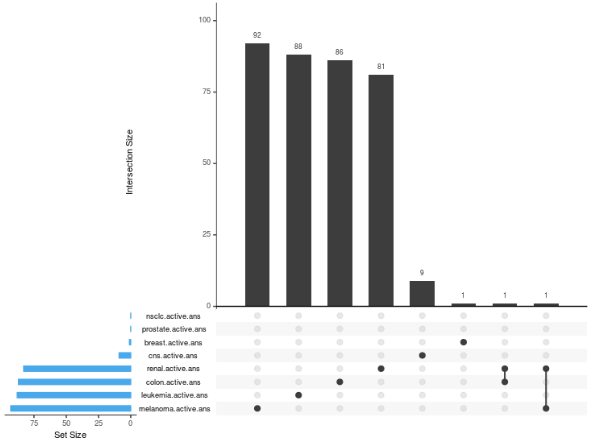 100
92
88
86
81
75
Intersection Size
50
25
9
1
1
1
0
nsclc.active.ans
prostate.active.ans
breast.active.ans
cns.active.ans
renal.active.ans
colon.active.ans
leukemia.active.ans
melanoma.active.ans
75 50 25 0
Set Size